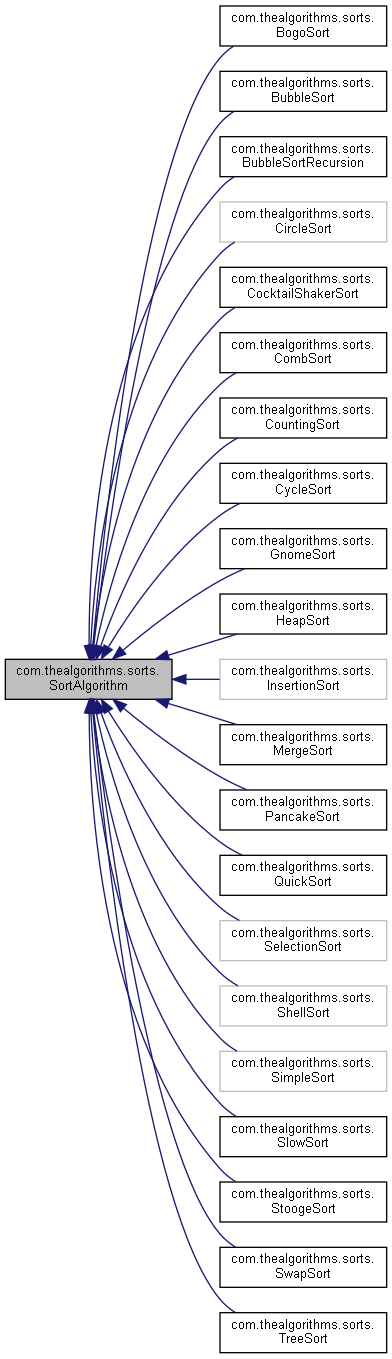 com.thealgorithms.sorts.
BogoSort
com.thealgorithms.sorts.
BubbleSort
com.thealgorithms.sorts.
BubbleSortRecursion
com.thealgorithms.sorts.
CircleSort
com.thealgorithms.sorts.
CocktailShakerSort
com.thealgorithms.sorts.
CombSort
com.thealgorithms.sorts.
CountingSort
com.thealgorithms.sorts.
CycleSort
com.thealgorithms.sorts.
GnomeSort
com.thealgorithms.sorts.
HeapSort
com.thealgorithms.sorts.
SortAlgorithm
com.thealgorithms.sorts.
InsertionSort
com.thealgorithms.sorts.
MergeSort
com.thealgorithms.sorts.
PancakeSort
com.thealgorithms.sorts.
QuickSort
com.thealgorithms.sorts.
SelectionSort
com.thealgorithms.sorts.
ShellSort
com.thealgorithms.sorts.
SimpleSort
com.thealgorithms.sorts.
SlowSort
com.thealgorithms.sorts.
StoogeSort
com.thealgorithms.sorts.
SwapSort
com.thealgorithms.sorts.
TreeSort